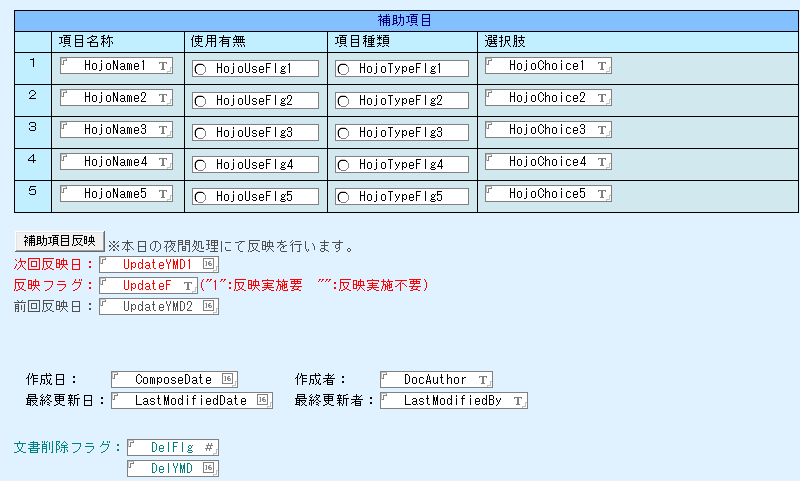 補助項目
項目名称 使用有無 項目種類 選択肢
1 HojoName1 T HojoUseFlg1 HojoTypeFlg1 HojoChoice1 T
2 HojoName2 T HojoUseFlg2 HojoTypeFlg2 HojoChoice2 T
3 HojoName3 T HojoUseFlg3 HojoTypeFlg3 HojoChoice3 T
4 HojoName4 T HojoUseFlg4 HojoTypeFlg4 HojoChoice4 T
5 HojoName5 T HojoUseFlg5 HojoTypeFlg5 HojoChoice5 T
補助項目反映 ※本日の夜間処理にて反映を行います。
次回反映日： UpdateYMD1 16
反映フラグ： UpdateF T ("1":反映実施要　"":反映実施不要)
前回反映日： UpdateYMD2 16
作成日： ComposeDate 16 作成者： DocAuthor T
最終更新日： LastModifiedDate 16 最終更新者： LastModifiedBy T
文書削除フラグ： DelFlg #
DelYMD 16